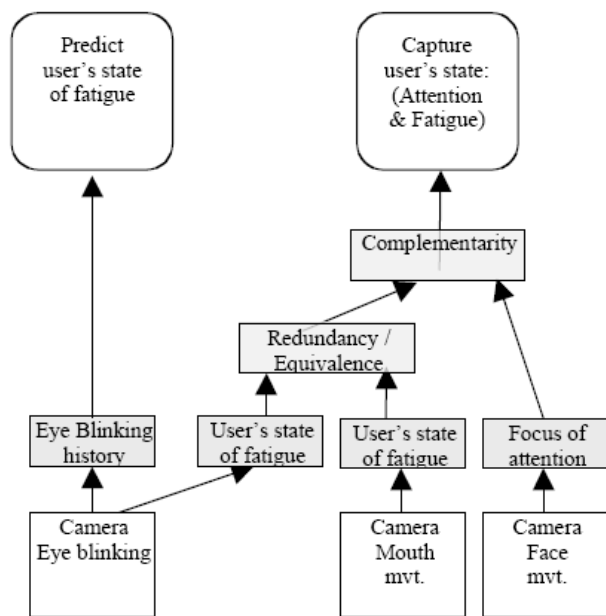 Predict
user's state
of fatigue
Capture
user's state:
(Attention
& Fatigue)
Complementarity
Redundancy /
Equivalence
Eye Blinking
history
User's state
of fatigue
User's state
of fatigue
Focus of
attention
Camera
Eye blinking
Camera
Mouth
mvt.
Camera
Face
mvt.